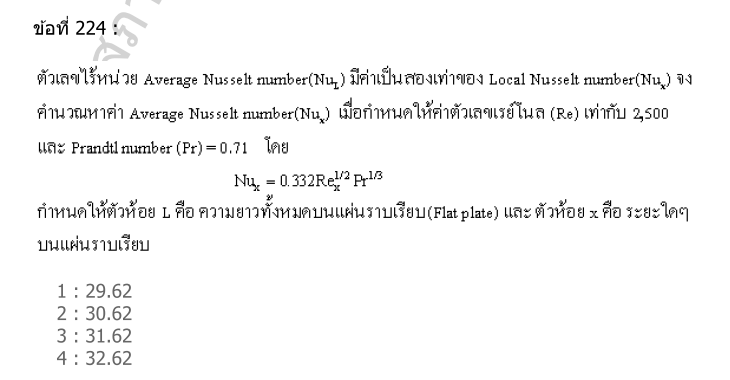 ข้อที่ 224 :
ตัวเลขไร้หน่วย Average Nusselt number(Nu_L) มีค่าเป็นสองเท่าของ Local Nusselt number(Nu_x) จง
คำนวณหาค่า Average Nusselt number(Nu_x) เมื่อกำหนดให้ค่าตัวเลขเรย์โนล (Re) เท่ากับ 2,500
และ Prandtl number (Pr) = 0.71 โดย
Nu_x = 0.332Re_x^1/2 Pr^1/3
กำหนดให้ตัวห้อย L คือ ความยาวทั้งหมดบนแผ่นราบเรียบ(Flat plate) และ ตัวห้อย x คือ ระยะใดๆ
บนแผ่นราบเรียบ
1 : 29.62
2 : 30.62
3 : 31.62
4 : 32.62